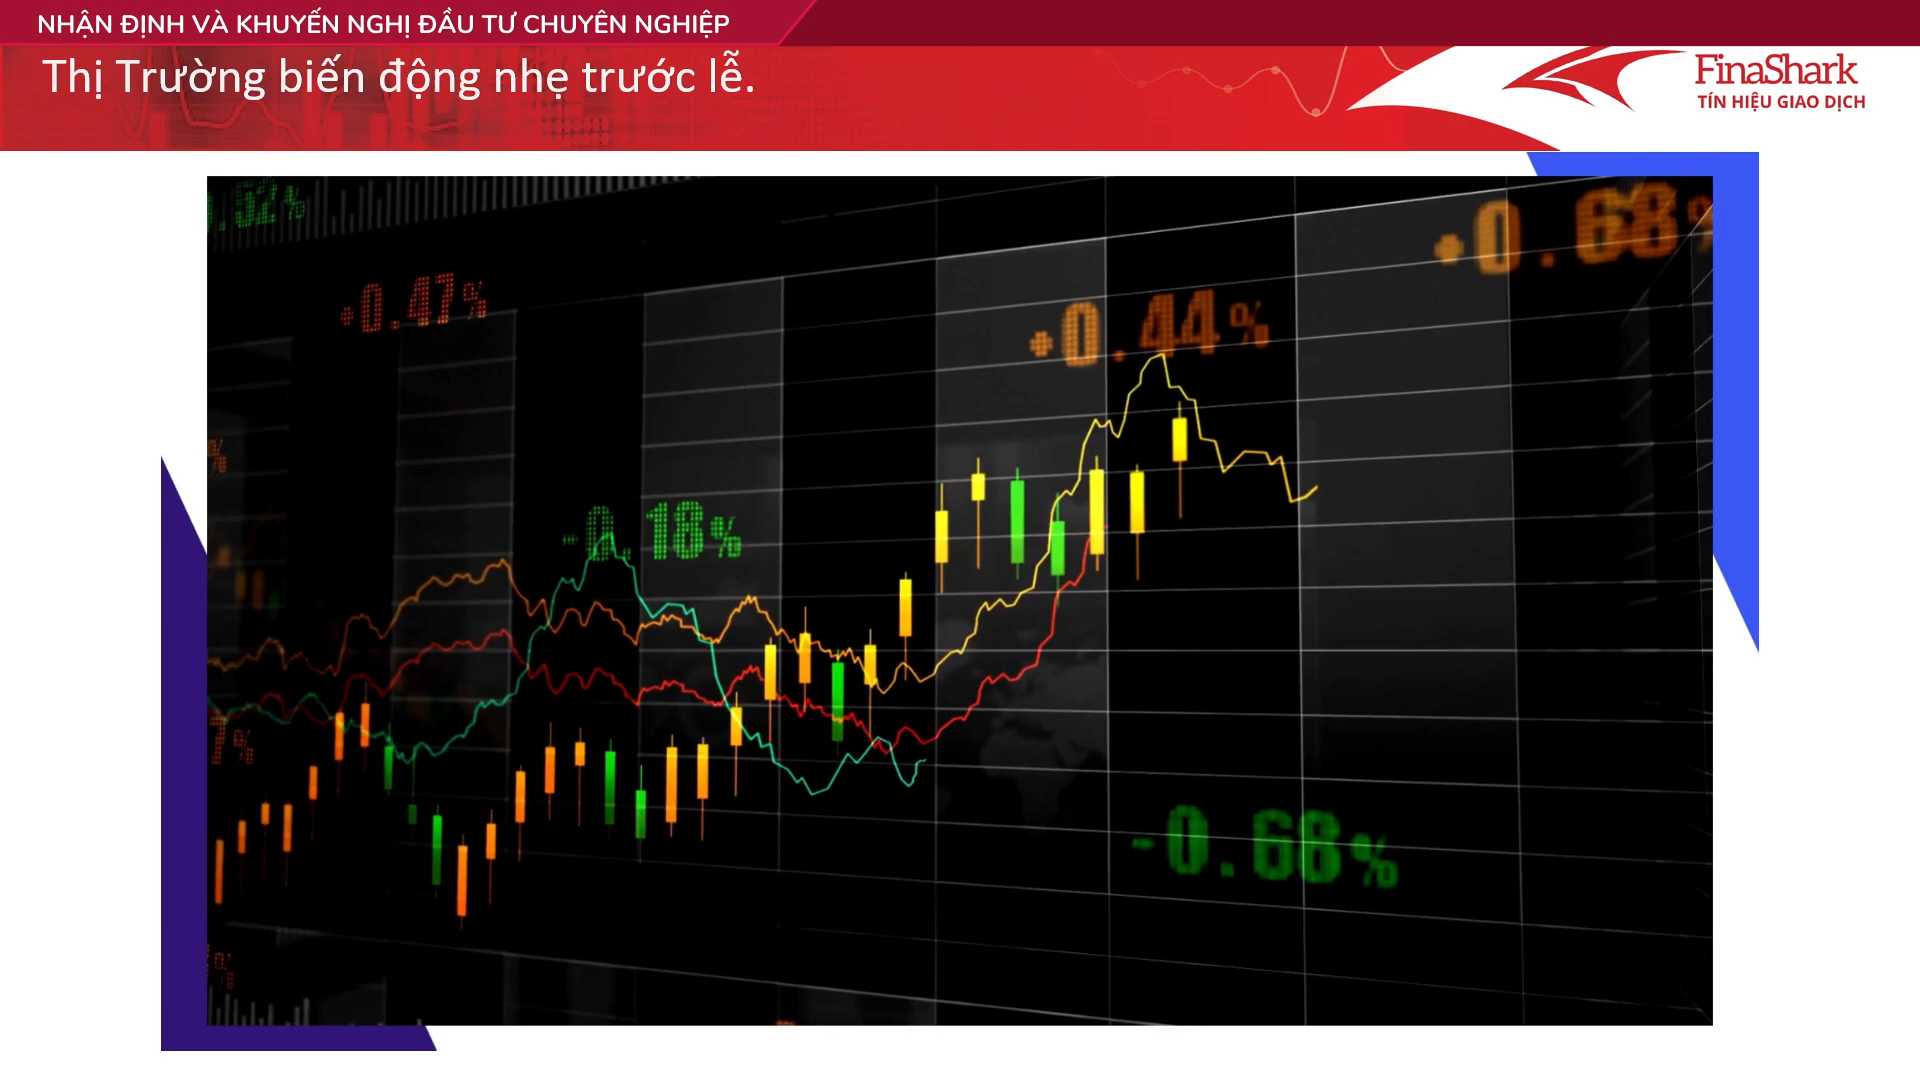 NHẬN ĐỊNH VÀ KHUYẾN NGHỊ ĐẦU TƯ CHUYÊN NGHIỆP
Thị Trường biến động nhẹ trước lễ.
FinaShark
TÍN HIỆU GIAO DỊCH
+0.68%
+0.47%
+0.44%
-0.18%
7%
-0.68%